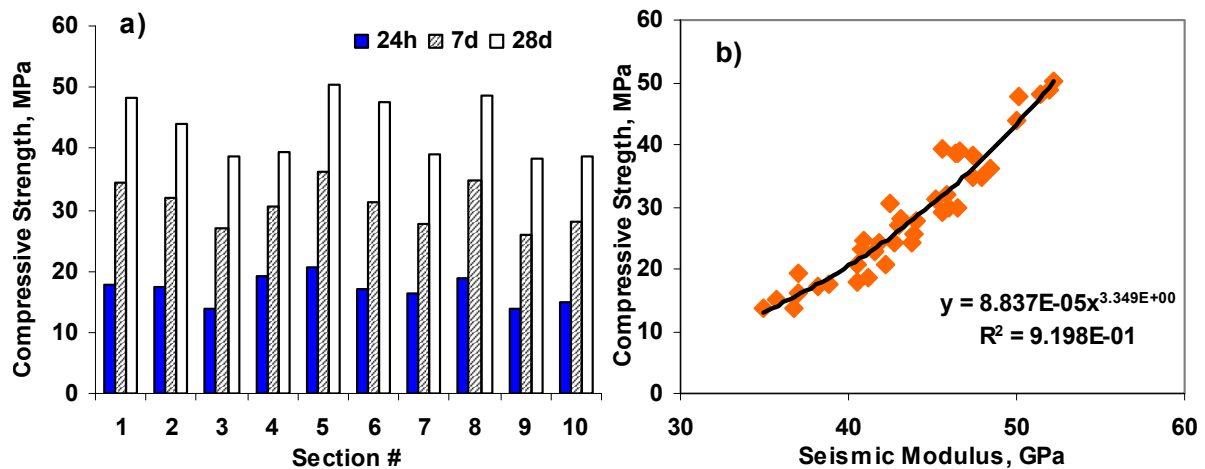 a)
24h 7d 28d
Compressive Strength, MPa
60
50
40
30
20
10
0
1 2 3 4 5 6 7 8 9 10
Section #
b)
Compressive Stregth, MPa
60
50
40
30
20
10
0
y = 8.837E-05x^3.349E+00
R² = 9.198E-01
30 40 50 60
Seismic Modulus, GPa